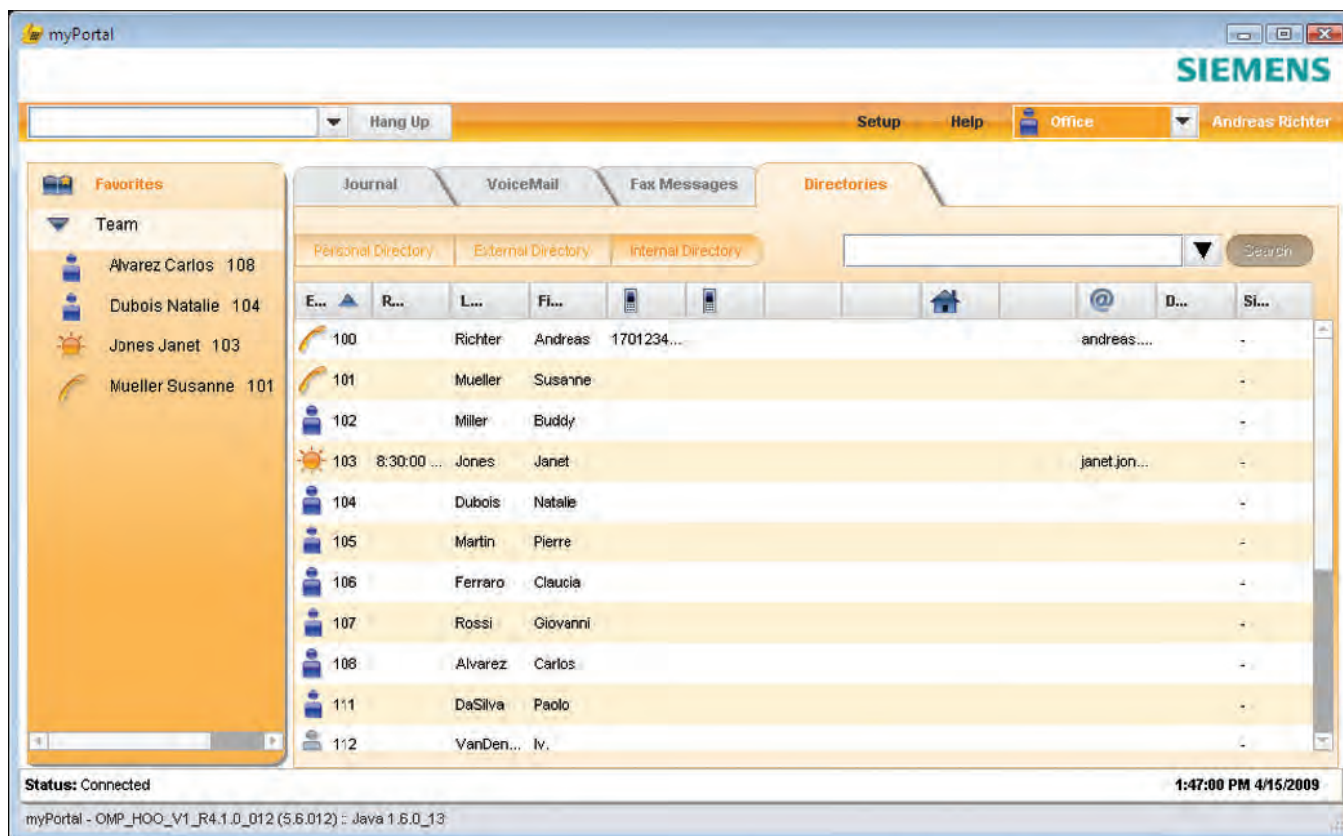 myPortal
SIEMENS
Hang Up Setup Help Office Andreas Richter
Favorites
Team
Alvarez Carlos 108
Dubois Natalie 104
Jones Janet 103
Mueller Susanne 101
Journal VoiceMail Fax Messages Directories
Personal Directory External Directory Internal Directory Search
E... R... L... Fi... @ D... Si...
100 Richter Andreas 1701234... andreas.... -
101 Mueller Susanne -
102 Miller Buddy -
103 8:30:00 ... Jones Janet janet.jon... -
104 Dubois Natalie -
105 Martin Pierre -
106 Ferraro Claucia -
107 Rossi Giovanni -
108 Alvarez Carlos -
111 DaSilva Paolo -
112 VanDen... Iv. -
Status: Connected 1:47:00 PM 4/15/2009
myPortal - OMP_HOO_V1_R4.1.0_012 (5.6.012) :: Java 1.6.0_13